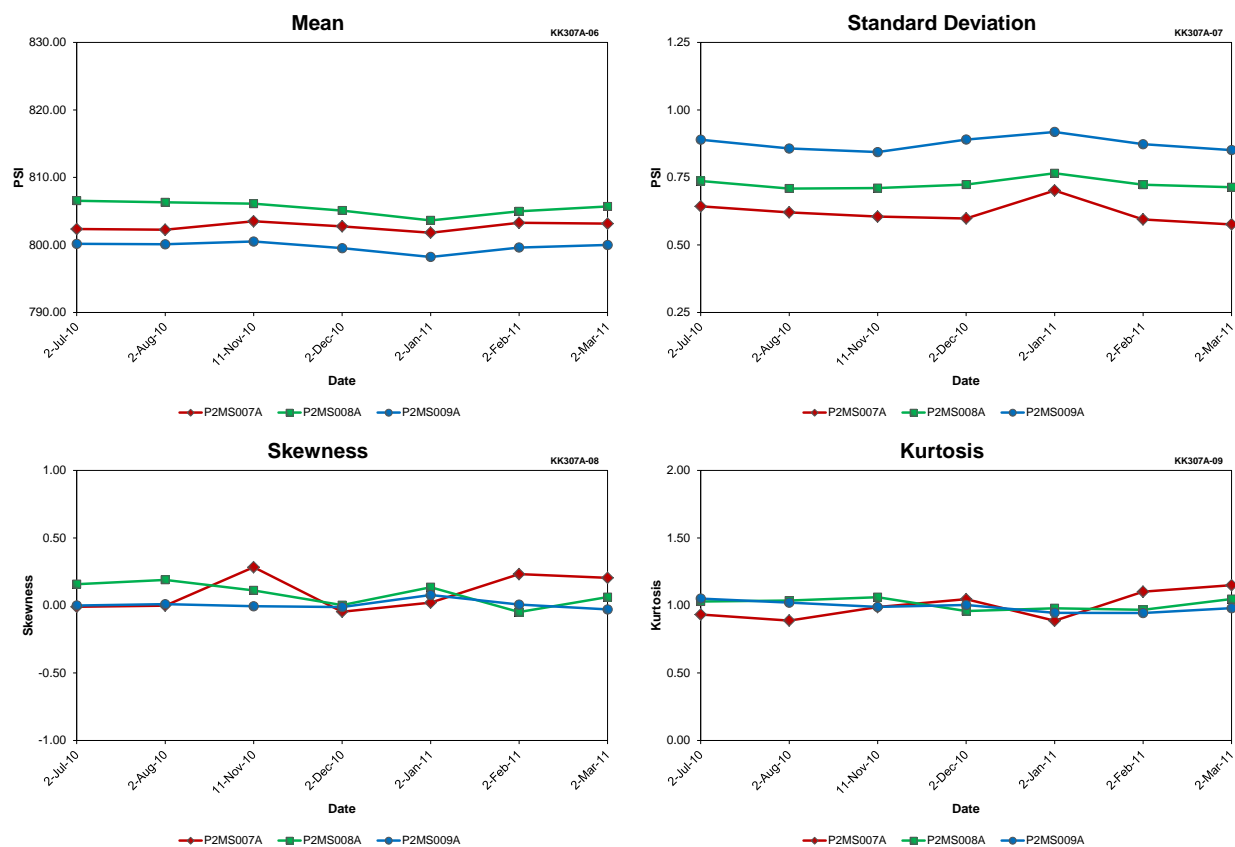 Mean
KK307A-06
830.00
820.00
810.00
800.00
790.00
PSI
2-Jul-10
2-Aug-10
11-Nov-10
2-Dec-10
2-Jan-11
2-Feb-11
2-Mar-11
Date
P2MS007A P2MS008A P2MS009A
Standard Deviation
KK307A-07
1.25
1.00
0.75
0.50
0.25
PSI
2-Jul-10
2-Aug-10
11-Nov-10
2-Dec-10
2-Jan-11
2-Feb-11
2-Mar-11
Date
P2MS007A P2MS008A P2MS009A
Skewness
KK307A-08
1.00
0.50
0.00
-0.50
-1.00
Skewness
2-Jul-10
2-Aug-10
11-Nov-10
2-Dec-10
2-Jan-11
2-Feb-11
2-Mar-11
Date
P2MS007A P2MS008A P2MS009A
Kurtosis
KK307A-09
2.00
1.50
1.00
0.50
0.00
Kurtosis
2-Jul-10
2-Aug-10
11-Nov-10
2-Dec-10
2-Jan-11
2-Feb-11
2-Mar-11
Date
P2MS007A P2MS008A P2MS009A